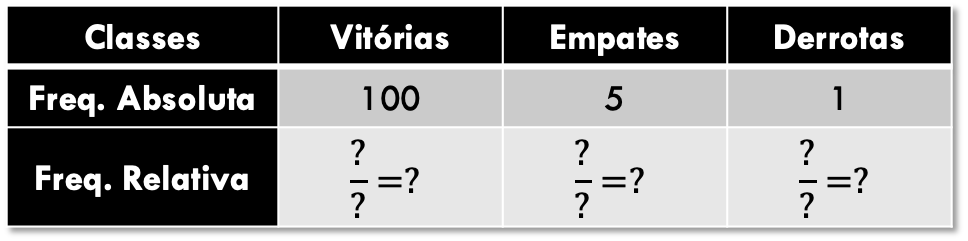 Classes Vitórias Empates Derrotas
Freq. Absoluta 100 5 1
Freq. Relativa ?/? =? ?/? =? ?/? =?